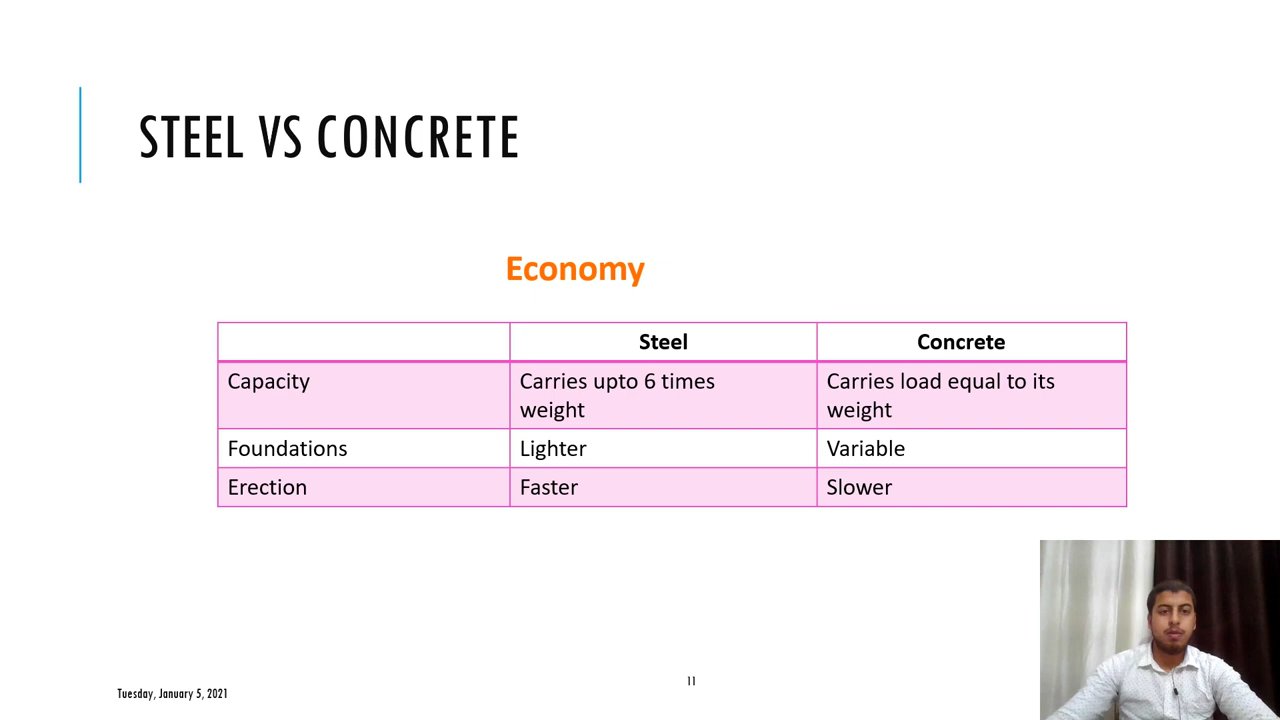 STEEL VS CONCRETE
Economy
Steel Concrete
Capacity Carries upto 6 times Carries load equal to its
weight weight
Foundations Lighter Variable
Erection Faster Slower
Tuesday, January 5, 2021 11